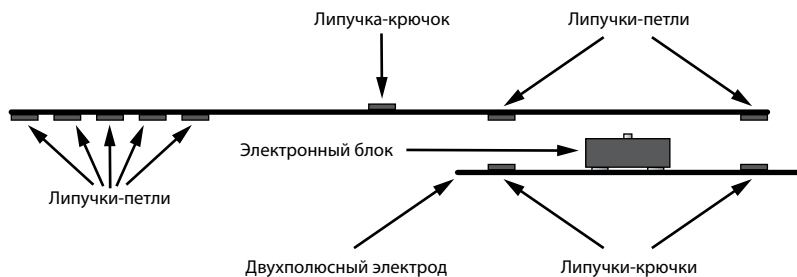 Липучка-крючок
Липучки-петли
Электронный блок
Липучки-петли
Двухполюсный электрод
Липучки-крючки